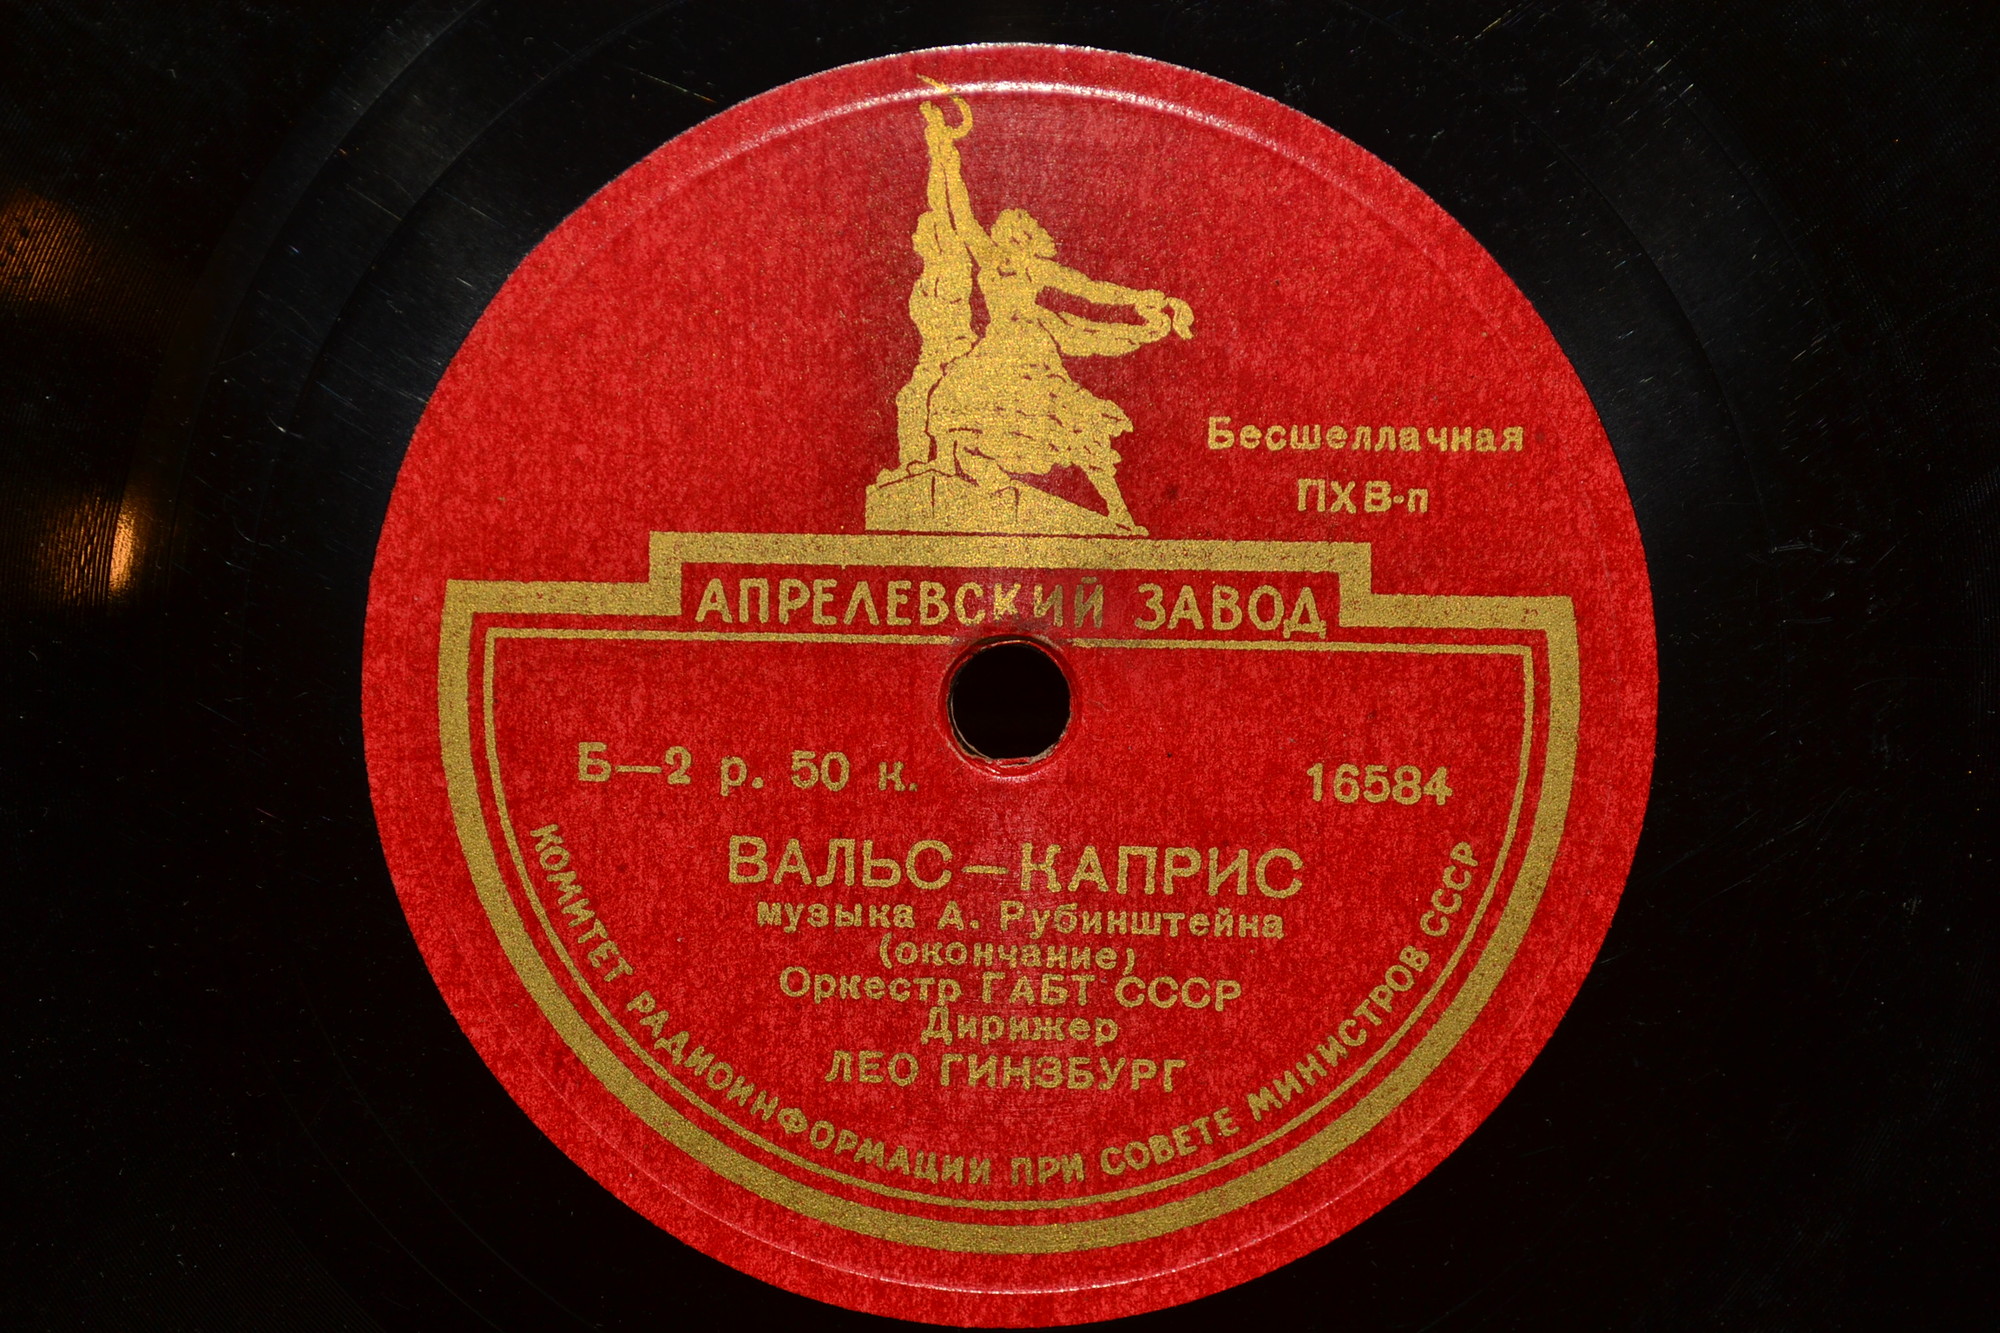 Бесшеллачная
ПХВ-п
АПРЕЛЕВСКИЙ ЗАВОД
Б—2 р. 50 к.
16584
ВАЛЬС—КАПРИС
музыка А. Рубинштейна
(окончание)
Оркестр ГАБТ СССР
Дирижер
ЛЕО ГИНЗБУРГ
КОМИТЕТ РАДИОИНФОРМАЦИИ ПРИ СОВЕТЕ МИНИСТРОВ СССР